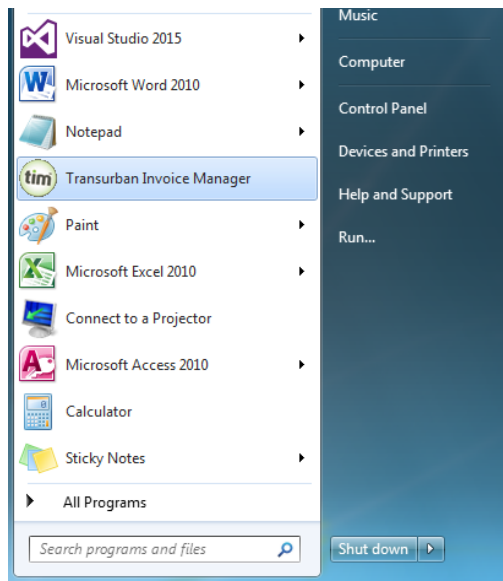 Visual Studio 2015
Microsoft Word 2010
Notepad
tim
Transurban Invoice Manager
Paint
Microsoft Excel 2010
Connect to a Projector
Microsoft Access 2010
Calculator
Sticky Notes
All Programs
Search programs and files
Music
Computer
Control Panel
Devices and Printers
Help and Support
Run...
Shut down